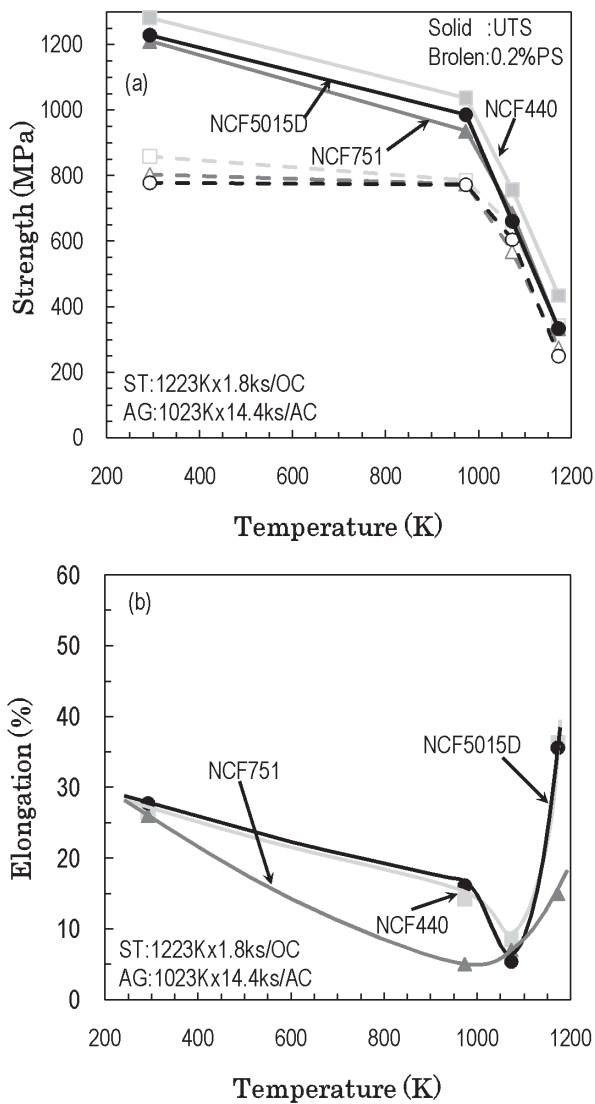 1200
1000
800
600
400
200
0
Strength (MPa)
(a)
Solid :UTS
Brolen:0.2%PS
NCF5015D
NCF751
NCF440
ST:1223Kx1.8ks/OC
AG:1023Kx14.4ks/AC
200 400 600 800 1000 1200
Temperature (K)
60
50
40
30
20
10
0
Elongation (%)
(b)
NCF5015D
NCF751
NCF440
ST:1223Kx1.8ks/OC
AG:1023Kx14.4ks/AC
200 400 600 800 1000 1200
Temperature (K)